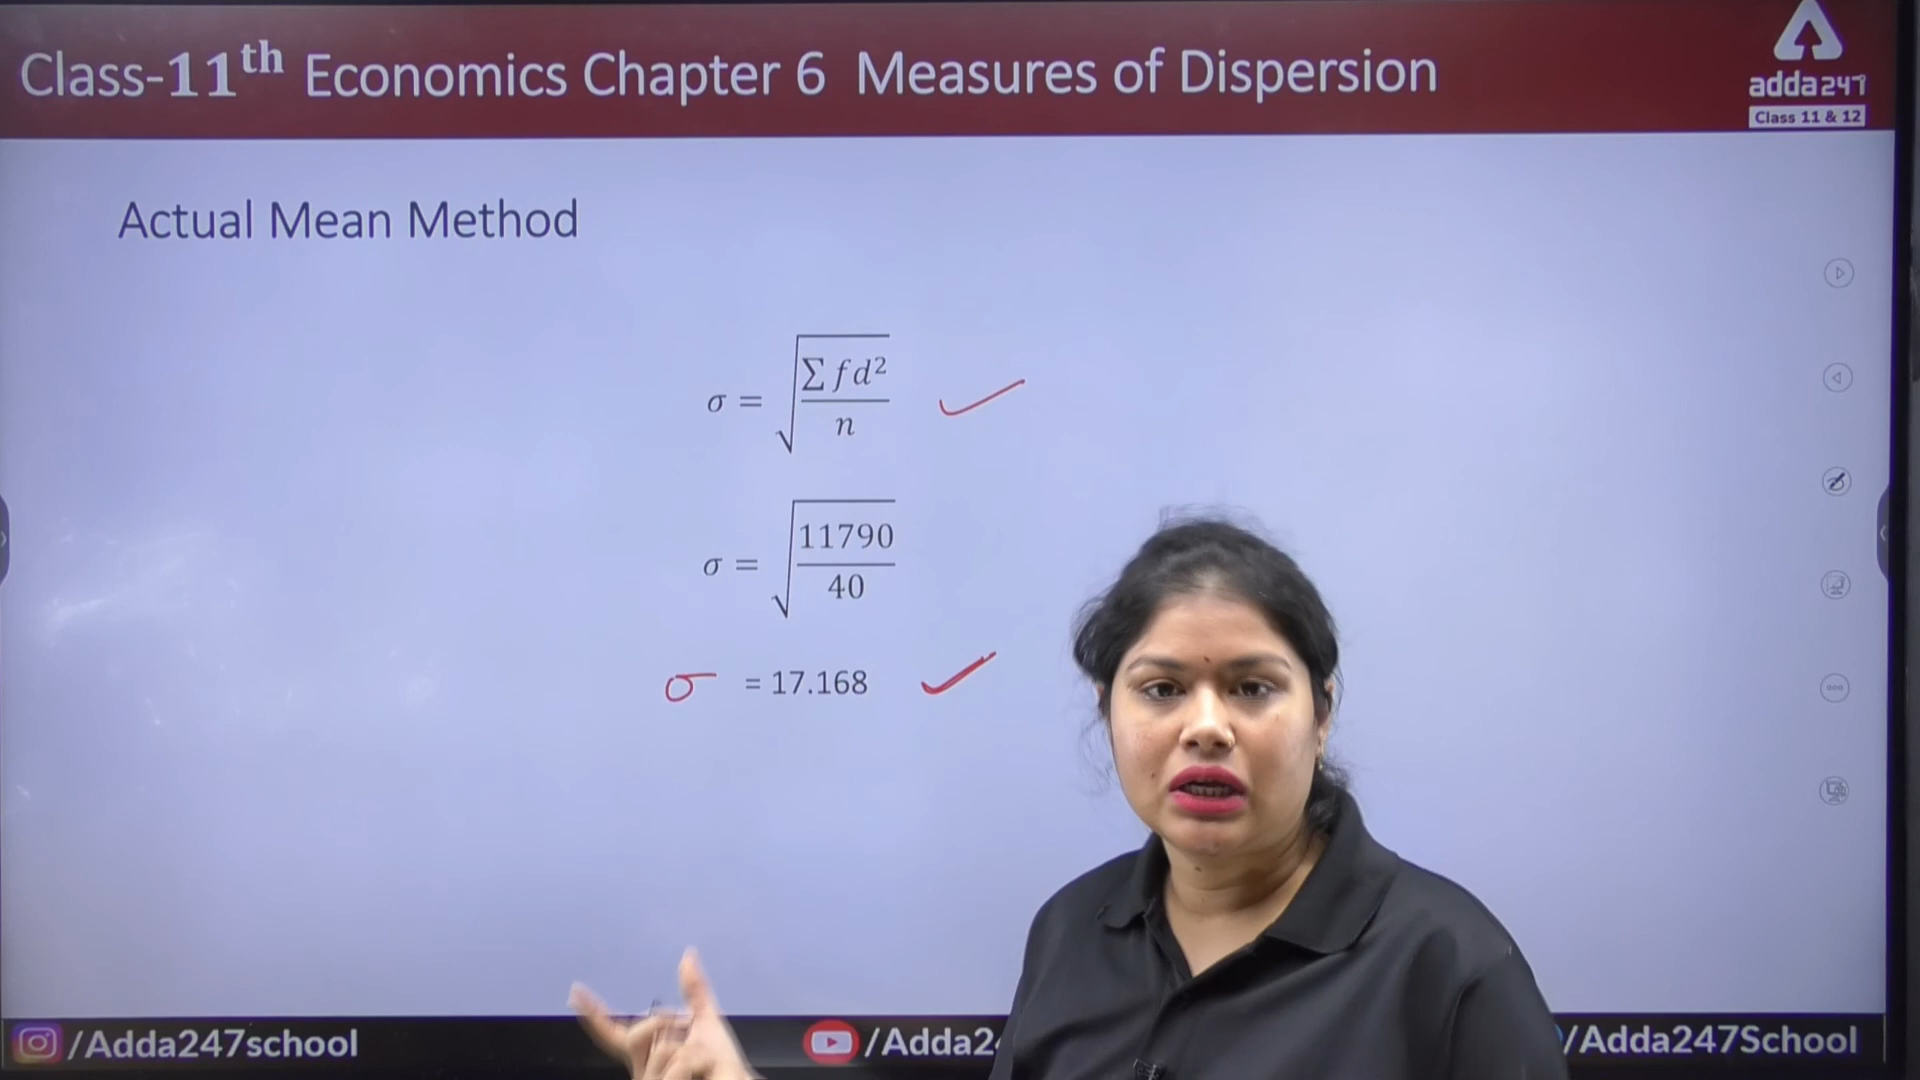 Class-11th Economics Chapter 6 Measures of Dispersion
adda247
Class 11 & 12
Actual Mean Method
σ = √(∑fd²/n)
σ = √(11790/40)
σ = 17.168
/Adda247school
/Adda2
/Adda247School